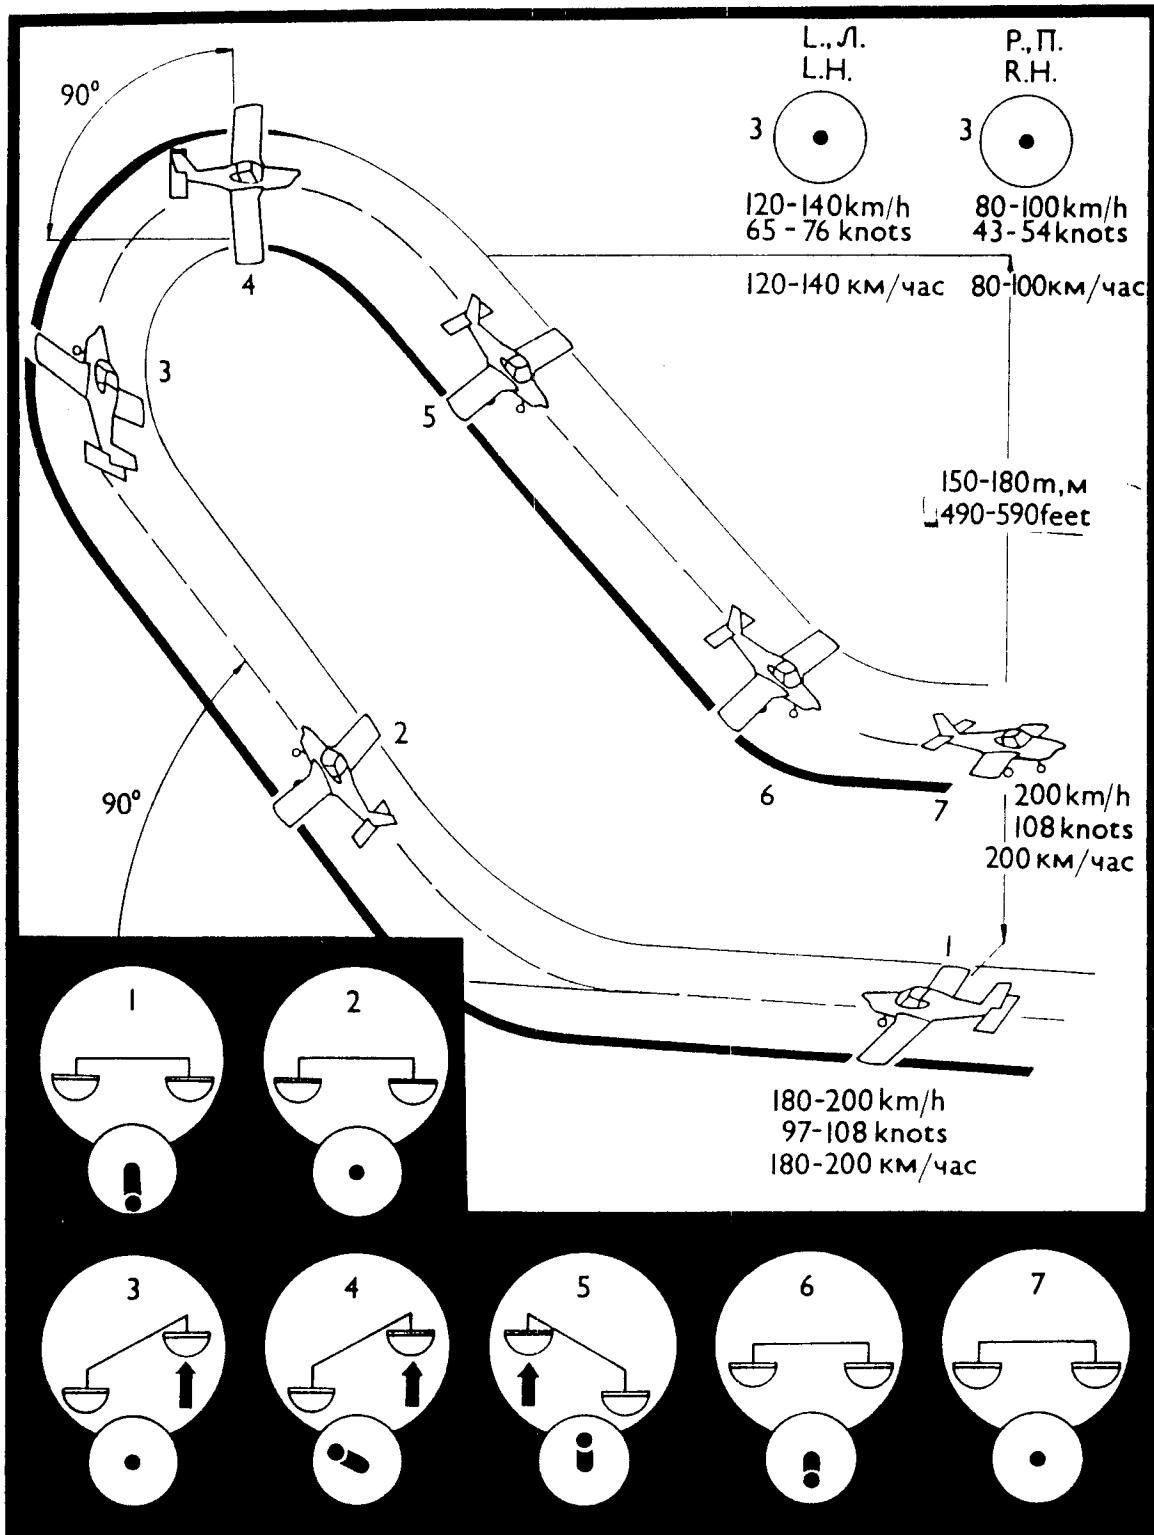 L., Л.
L.H.
P., П.
R.H.
90°
3
3
120-140km/h
65-76 knots
80-100km/h
43-54knots
120-140 км/час
80-100км/час
4
3
5
150-180m,м
490-590feet
2
90°
6
7
200km/h
108 knots
200 км/час
1
180-200km/h
97-108 knots
180-200 км/час
1
2
3
4
5
6
7